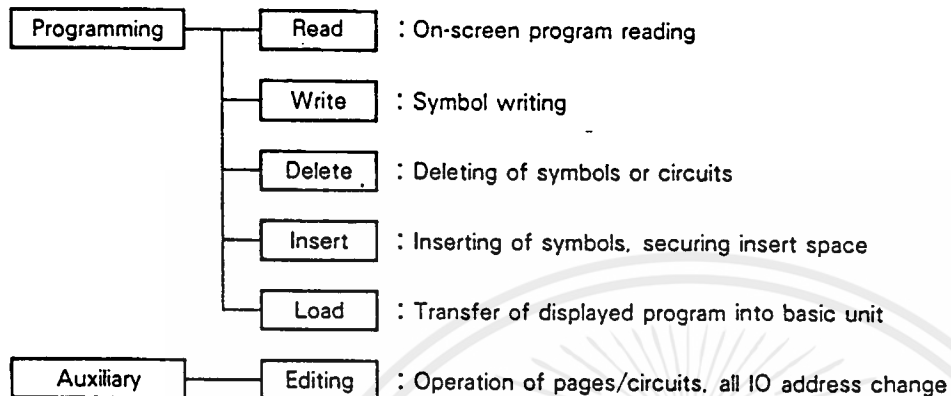 Programming Read : On-screen program reading
Write : Symbol writing
Delete : Deleting of symbols or circuits
Insert : Inserting of symbols, securing insert space
Load : Transfer of displayed program into basic unit
Auxiliary Editing : Operation of pages/circuits, all IO address change